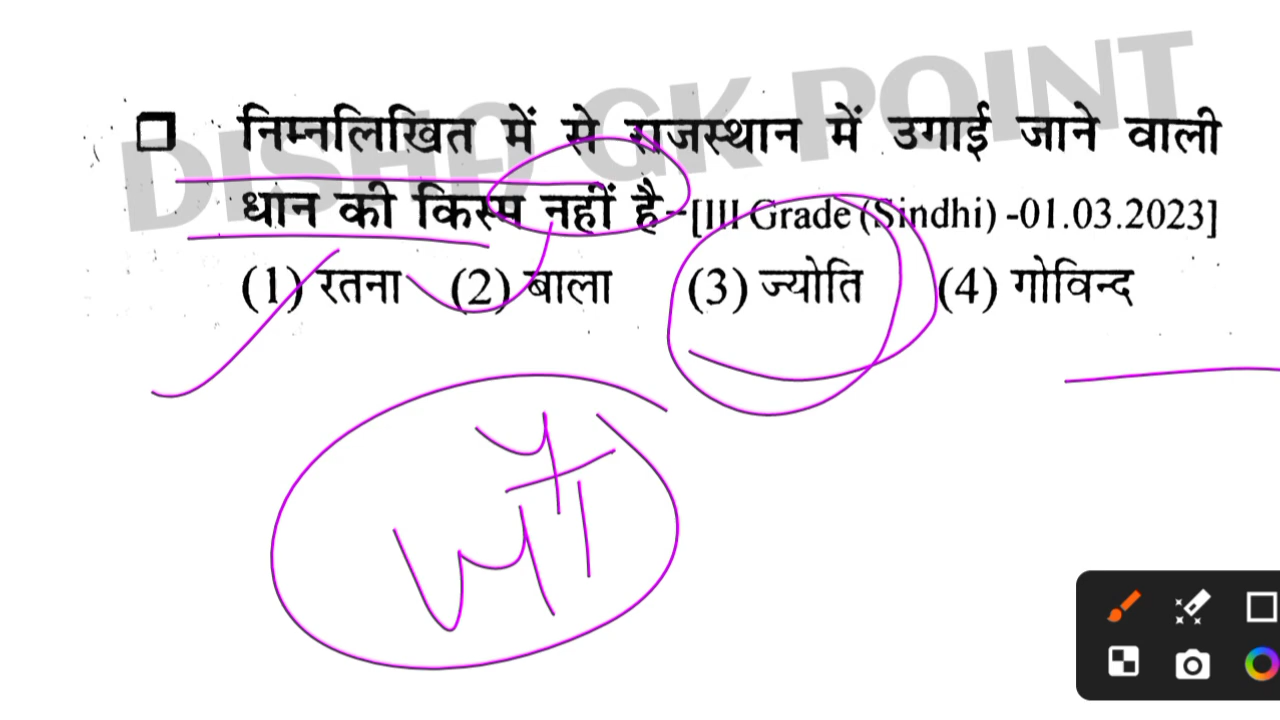 DISHA GK POINT
निम्नलिखित में से राजस्थान में उगाई जाने वाली
धान की किस्म नहीं है-[III Grade (Sindhi) -01.03.2023]
(1) रतना (2) बाला (3) ज्योति (4) गोविन्द